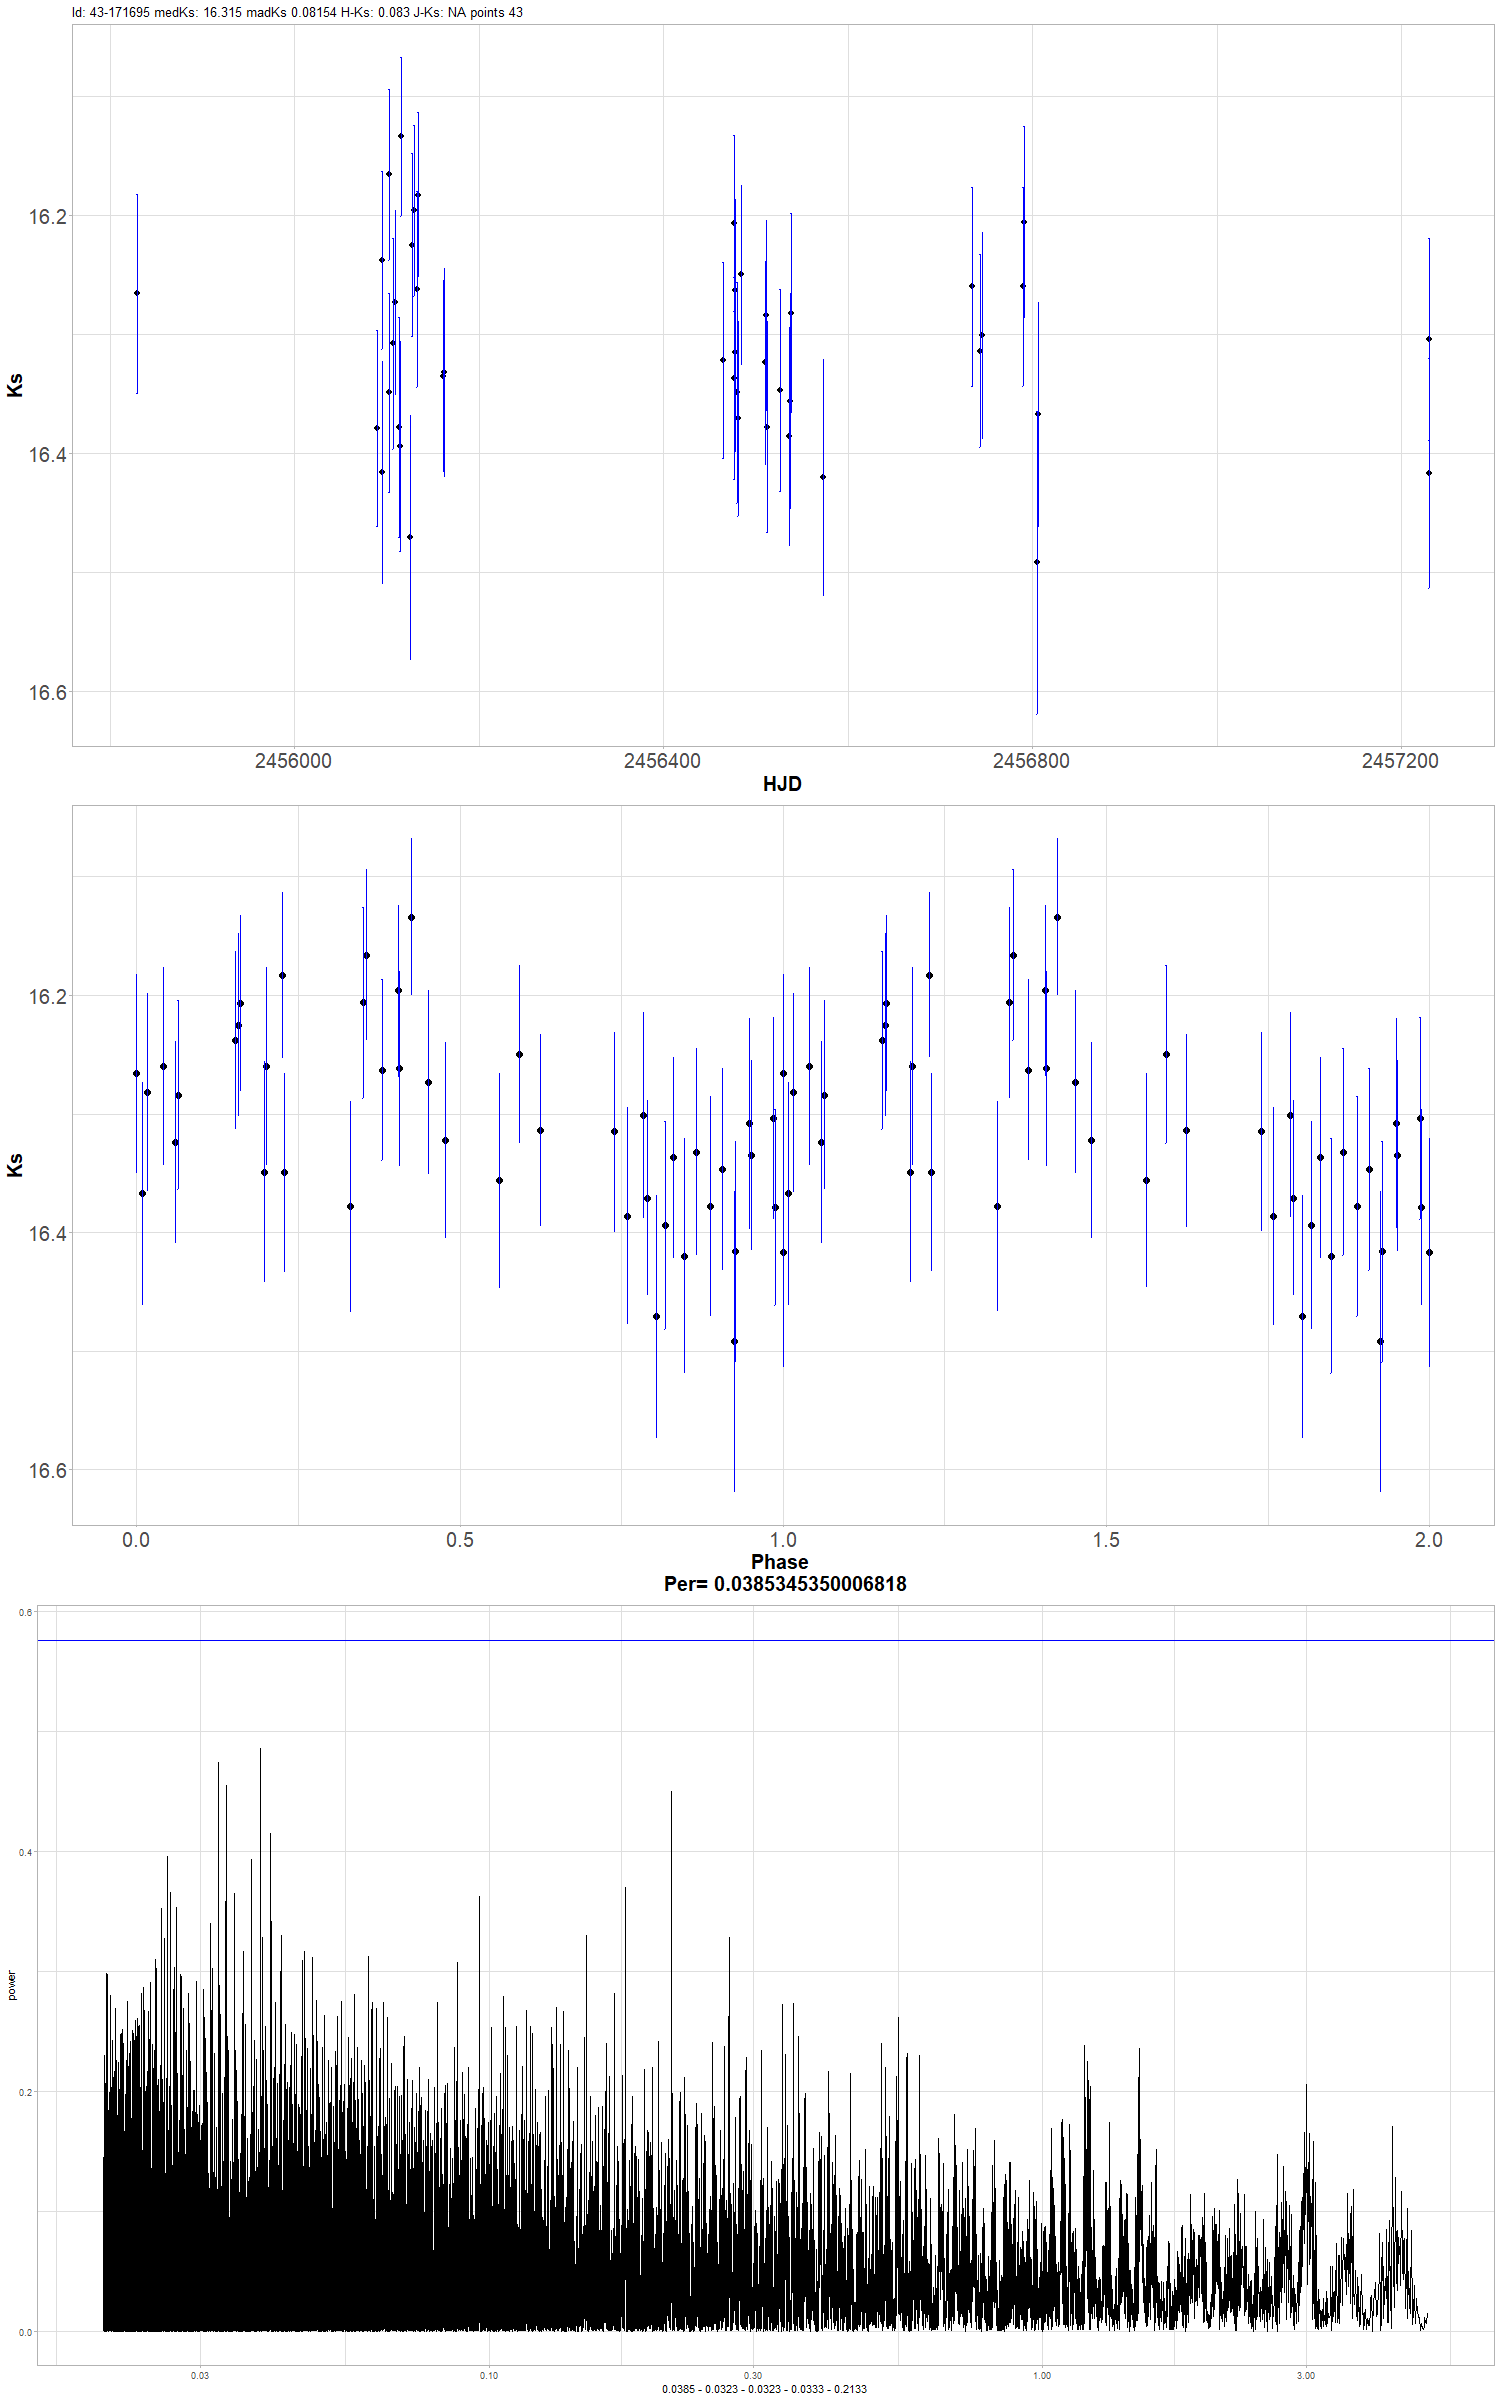 Id: 43-171695 medKs: 16.315 madKs 0.08154 H-Ks: 0.083 J-Ks: NA points 43
16.2
16.4
16.6
Ks
2456000 2456400 2456800 2457200
HJD
16.2
16.4
16.6
Ks
0.0 0.5 1.0 1.5 2.0
Phase
Per= 0.0385345350006818
0.6
0.4
0.2
0.0
power
0.03 0.10 0.30 1.00 3.00
0.0385 - 0.0323 - 0.0323 - 0.0333 - 0.2133